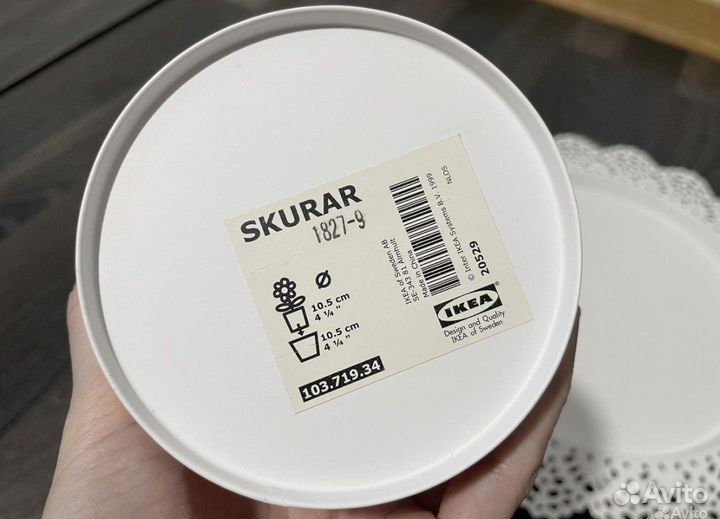 SKURAR
1827-9
Ø
10.5 cm
4 ¼ "
10.5 cm
4 ¼ "
103.719.34
IKEA of Sweden AB
SE-343 81 Älmhult
Made in China
© Inter IKEA Systems B.V. 1999
NLOS
20529
IKEA
Design and Quality
IKEA of Sweden
Avito
Avito